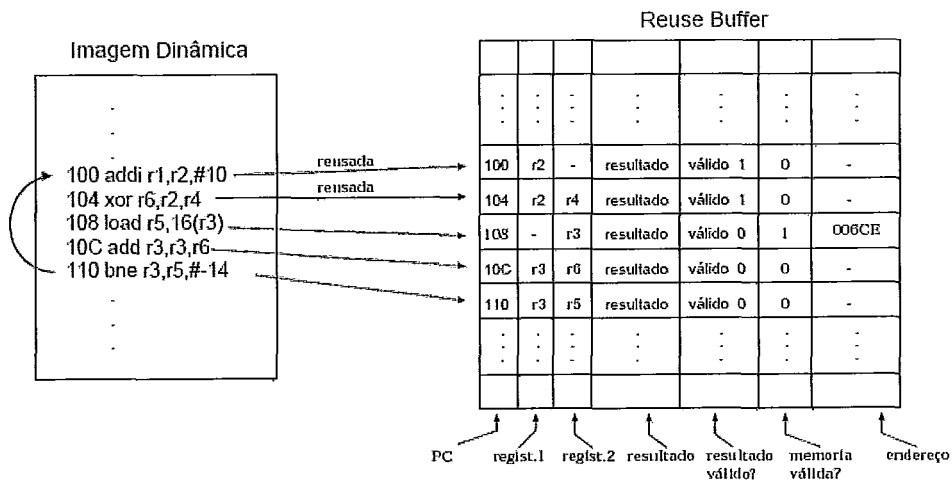 Reuse Buffer
Imagem Dinâmica
100 addi r1,r2,#10
104 xor r6,r2,r4
108 load r5,16(r3)
10C add r3,r3,r6
110 bne r3,r5,#-14
reusada
reusada
100 r2 - resultado válido 1 0 -
104 r2 r4 resultado válido 1 0 -
108 - r3 resultado válido 0 1 006CE
10C r3 r6 resultado válido 0 0 -
110 r3 r5 resultado válido 0 0 -
PC regist.1 regist.2 resultado resultado válido? memoria válida? endereço